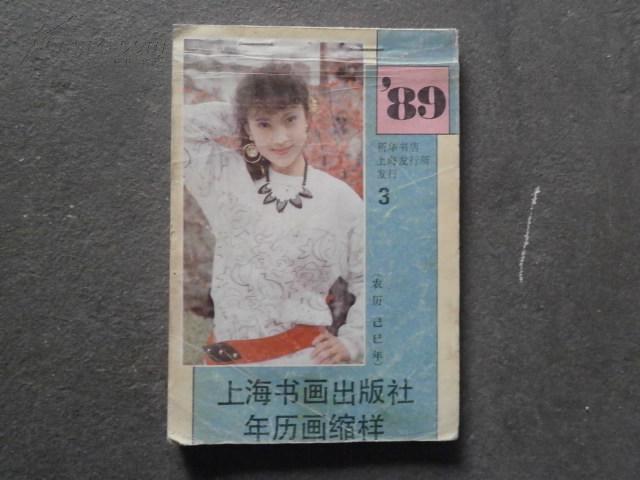 '89
新华书店
上海发行所
发行
3
(农历己巳年)
上海书画出版社
年历画缩样